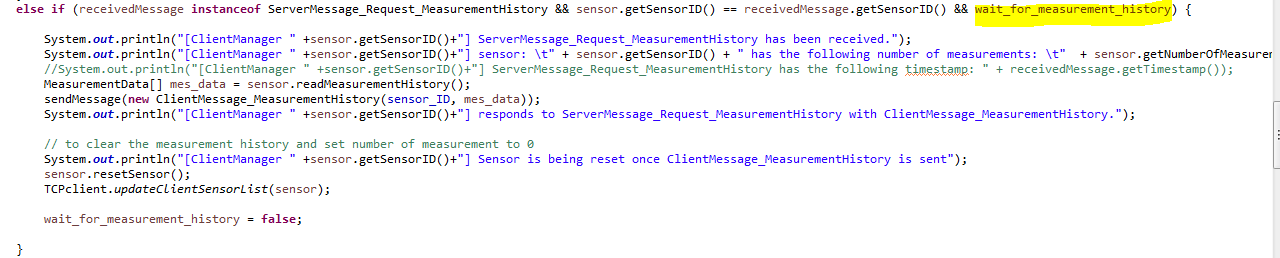 else if (receivedMessage instanceof ServerMessage_Request_MeasurementHistory && sensor.getSensorID() == receivedMessage.getSensorID() && wait_for_measurement_history) {
System.out.println("[ClientManager " +sensor.getSensorID()+"] ServerMessage_Request_MeasurementHistory has been received.");
System.out.println("[ClientManager " +sensor.getSensorID()+"] sensor: \t" + sensor.getSensorID() + " has the following number of measurements: \t"  + sensor.getNumberOfMeasurem
//System.out.println("[ClientManager " +sensor.getSensorID()+"] ServerMessage_Request_MeasurementHistory has the following timestamp: " + receivedMessage.getTimestamp());
MeasurementData[] mes_data = sensor.readMeasurementHistory();
sendMessage(new ClientMessage_MeasurementHistory(sensor_ID, mes_data));
System.out.println("[ClientManager " +sensor.getSensorID()+"] responds to ServerMessage_Request_MeasurementHistory with ClientMessage_MeasurementHistory.");
// to clear the measurement history and set number of measurement to 0
System.out.println("[ClientManager " +sensor.getSensorID()+"] Sensor is being reset once ClientMessage_MeasurementHistory is sent");
sensor.resetSensor();
TCPclient.updateClientSensorList(sensor);
wait_for_measurement_history = false;
}